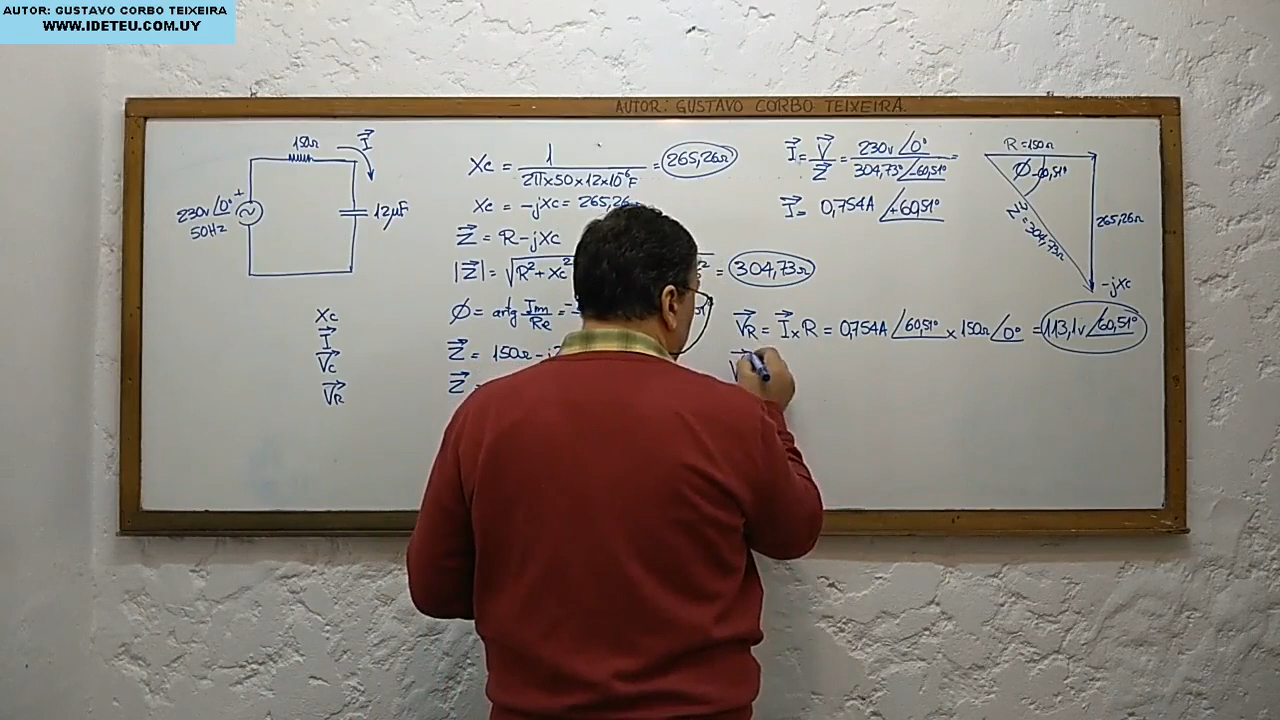 AUTOR: GUSTAVO CORBO TEIXEIRA
WWW.IDETEU.COM.UY
AUTOR: GUSTAVO CORBO TEIXEIRA.
150Ω
I
230v ∠0°
50Hz
+
12μF
Xc
I
Vc
VR
Xc = 1 / 2π×50×12×10⁻⁶F = 265,26Ω
Xc = -jXc = 265,26
Z = R-jXc
|Z| = √R²+Xc² = 304,73Ω
φ = artg Im/Re =
Z = 150Ω-j2
Z =
I = V/Z = 230v ∠0° / 304,73° ∠-60,51° =
I = 0,754A ∠+60,51°
R=150Ω
φ-60,51°
Z = 304,73Ω
265,26Ω
-jXc
VR = I×R = 0,754A ∠60,51° × 150Ω ∠0° = 113,1v ∠60,51°
V